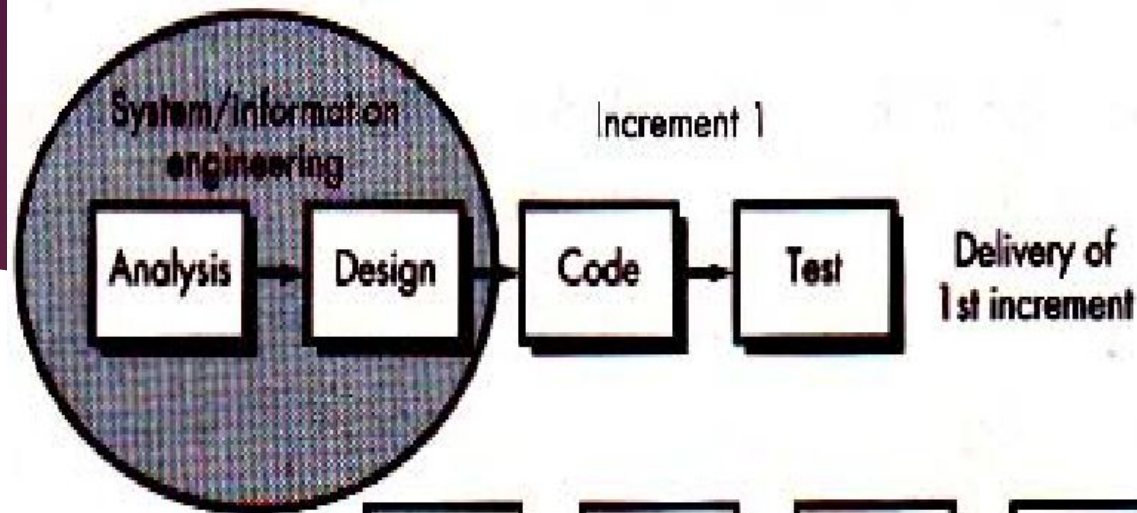 System/information
engineering
Increment 1
Analysis
Design
Code
Test
Delivery of
1st increment